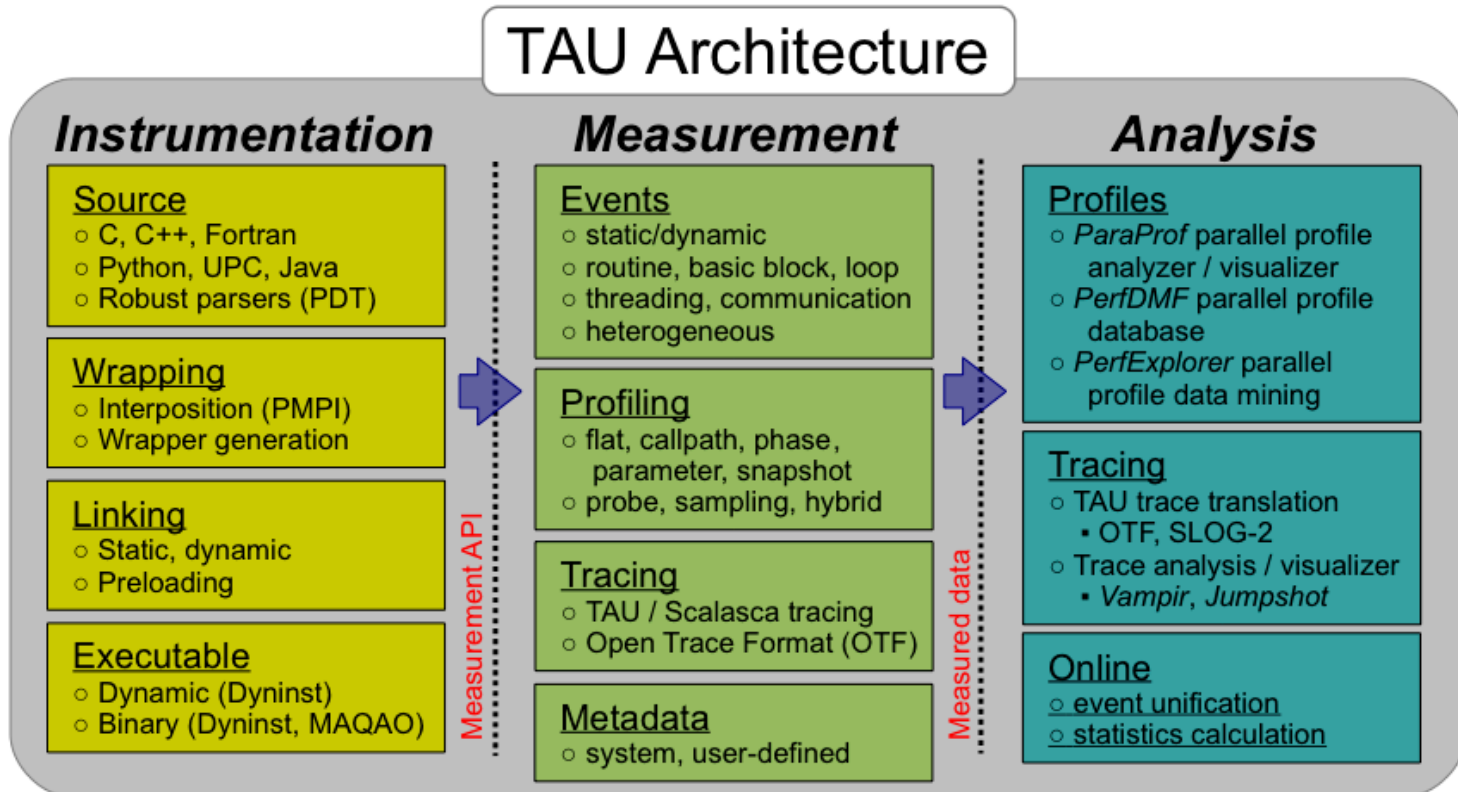 TAU Architecture
Instrumentation
Source
○ C, C++, Fortran
○ Python, UPC, Java
○ Robust parsers (PDT)
Wrapping
○ Interposition (PMPI)
○ Wrapper generation
Linking
○ Static, dynamic
○ Preloading
Executable
○ Dynamic (Dyninst)
○ Binary (Dyninst, MAQAO)
Measurement API
Measurement
Events
○ static/dynamic
○ routine, basic block, loop
○ threading, communication
○ heterogeneous
Profiling
○ flat, callpath, phase,
parameter, snapshot
○ probe, sampling, hybrid
Tracing
○ TAU / Scalasca tracing
○ Open Trace Format (OTF)
Metadata
○ system, user-defined
Measured data
Analysis
Profiles
○ ParaProf parallel profile
analyzer / visualizer
○ PerfDMF parallel profile
database
○ PerfExplorer parallel
profile data mining
Tracing
○ TAU trace translation
▪ OTF, SLOG-2
○ Trace analysis / visualizer
▪ Vampir, Jumpshot
Online
○ event unification
○ statistics calculation